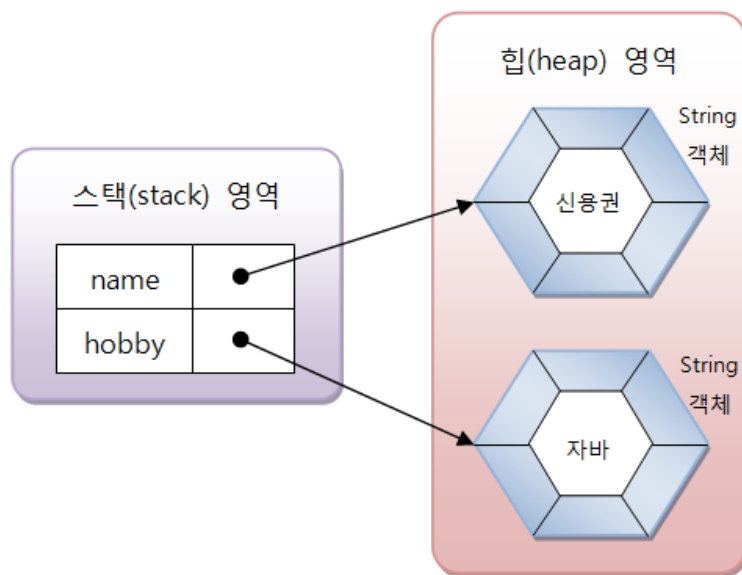 스택(stack) 영역
name
hobby
힙(heap) 영역
String
객체
신용권
String
객체
자바